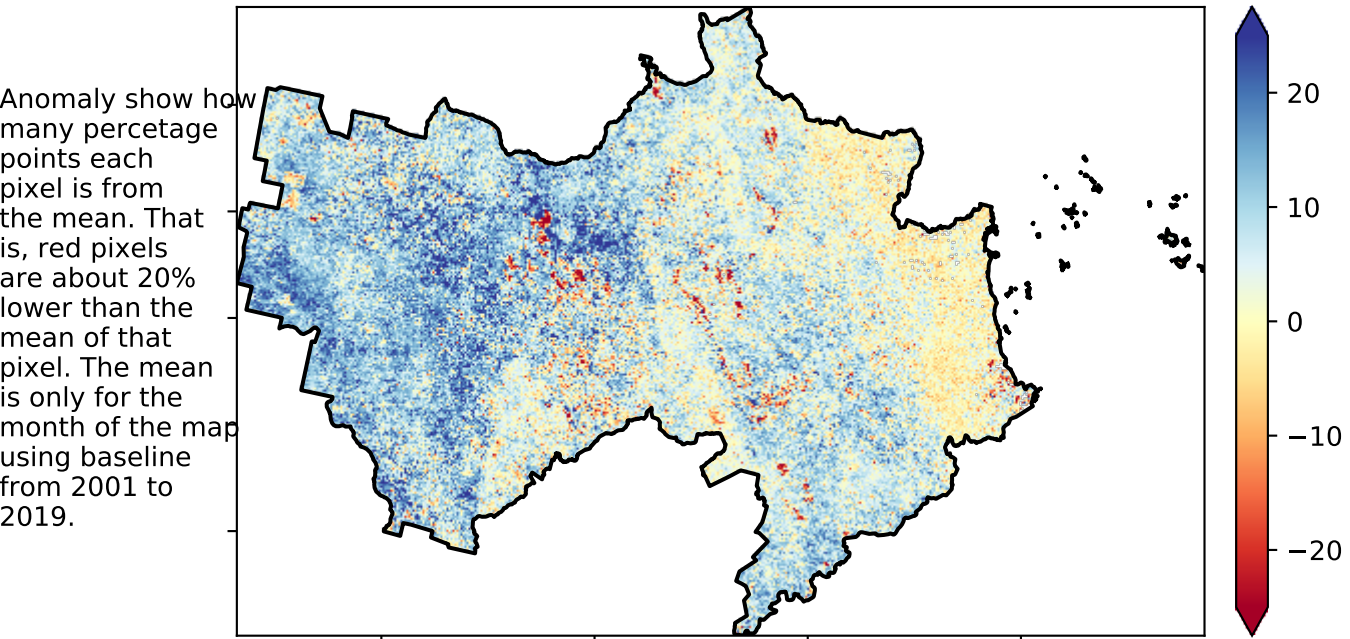 Anomaly show how
many percetage
points each
pixel is from
the mean. That
is, red pixels
are about 20%
lower than the
mean of that
pixel. The mean
is only for the
month of the map
using baseline
from 2001 to
2019.
20
10
0
−10
−20